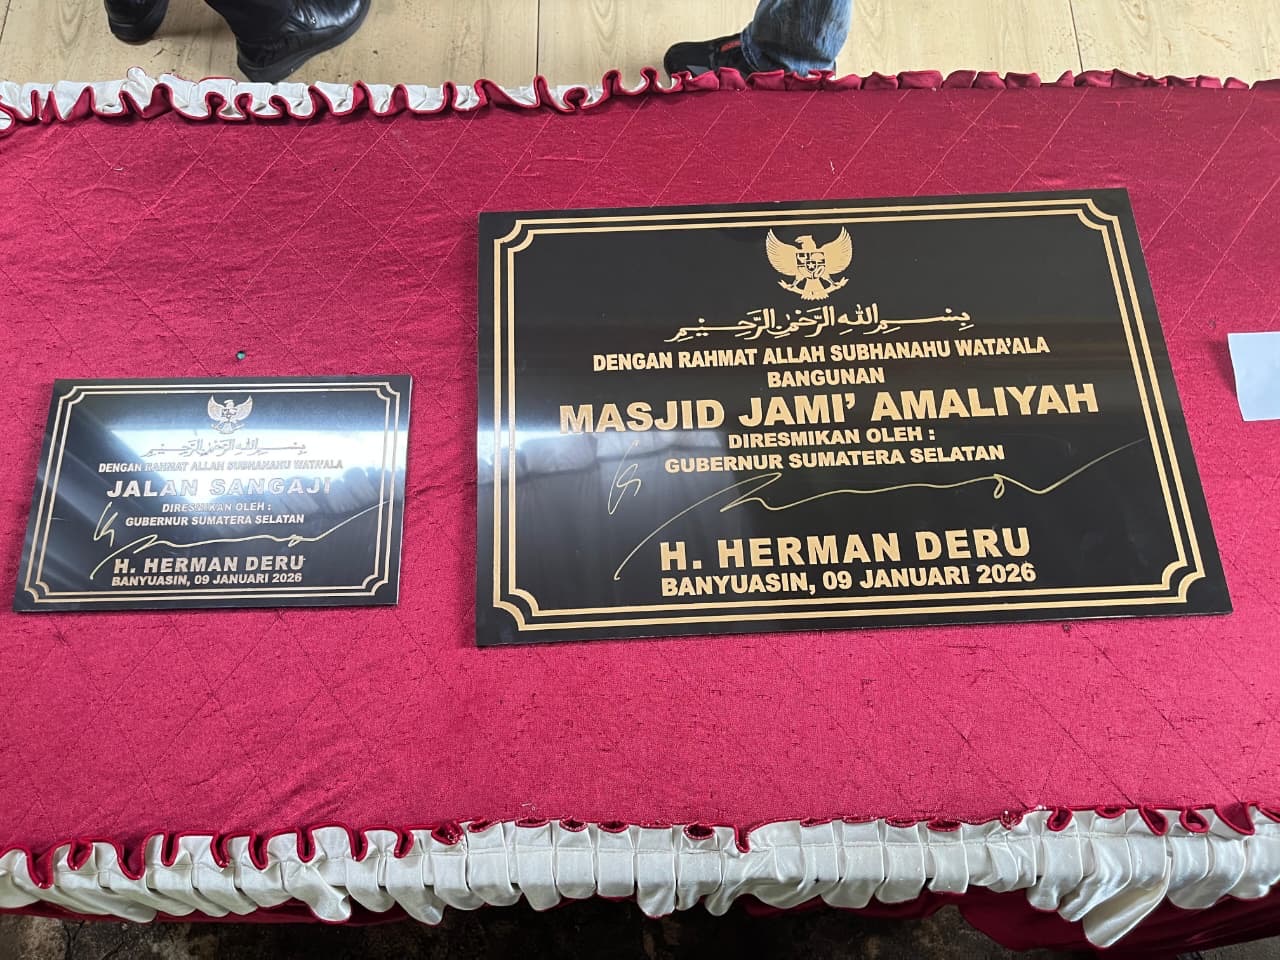 بِسْمِ اللّٰهِ الرَّحْمٰنِ الرَّحِيْمِ
DENGAN RAHMAT ALLAH SUBHANAHU WATA'ALA
JALAN SANGAJI
DIRESMIKAN OLEH :
GUBERNUR SUMATERA SELATAN
H. HERMAN DERU
BANYUASIN, 09 JANUARI 2026
بِسْمِ اللّٰهِ الرَّحْمٰنِ الرَّحِيْمِ
DENGAN RAHMAT ALLAH SUBHANAHU WATA'ALA
BANGUNAN
MASJID JAMI' AMALIYAH
DIRESMIKAN OLEH :
GUBERNUR SUMATERA SELATAN
H. HERMAN DERU
BANYUASIN, 09 JANUARI 2026